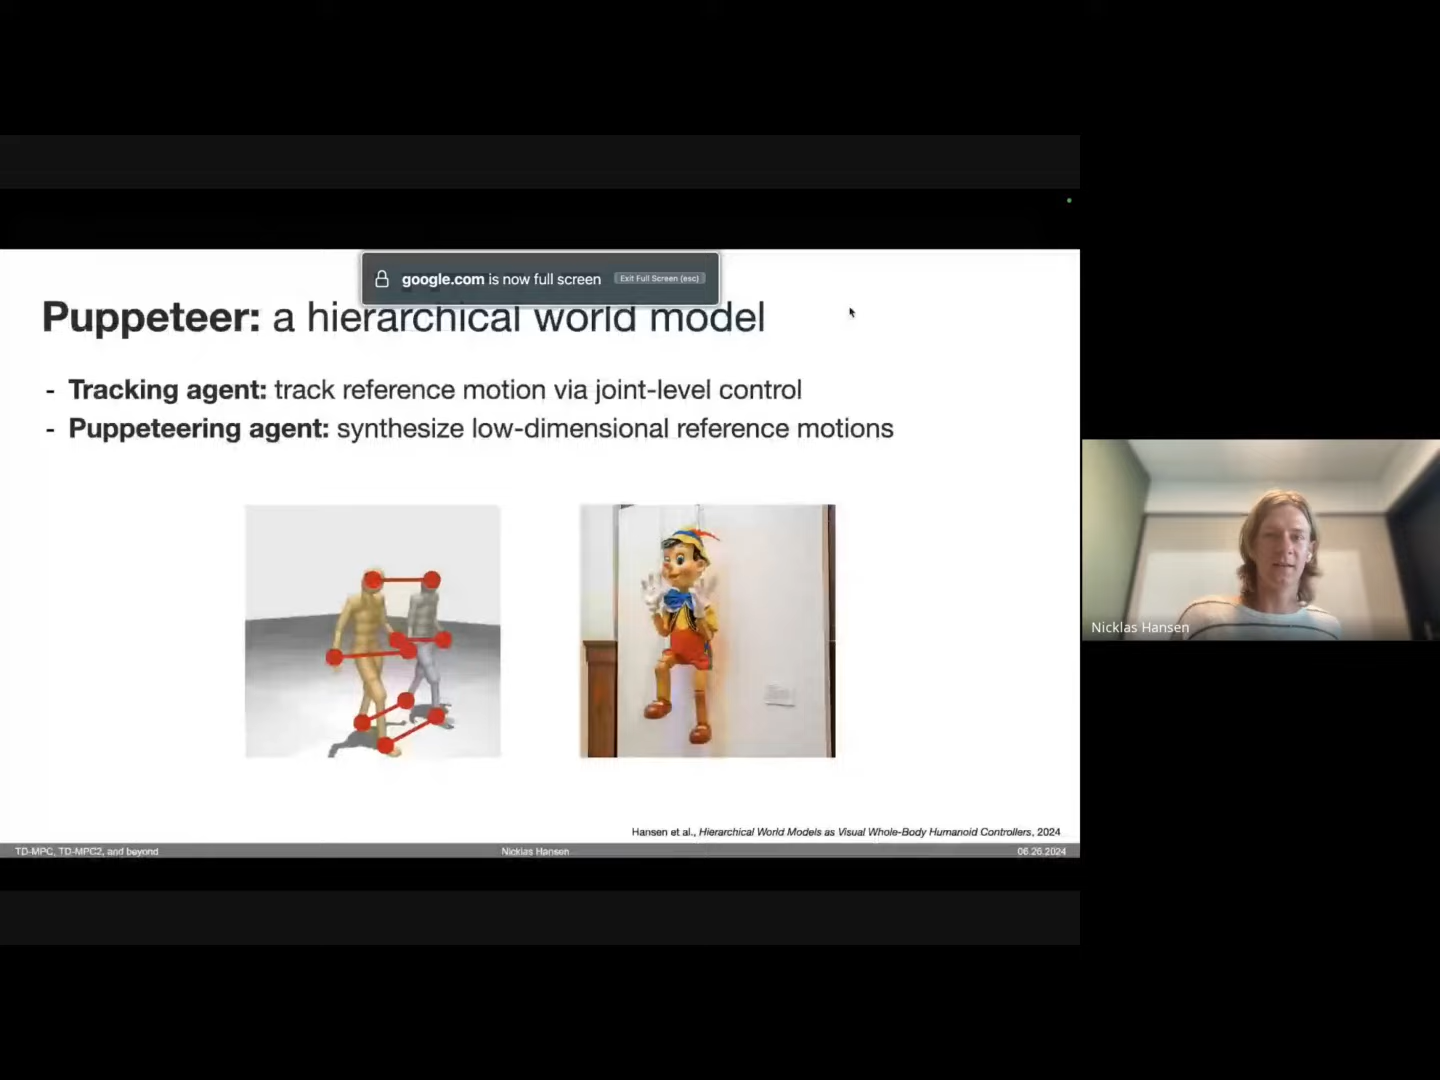 google.com is now full screen Exit Full Screen (esc)
Puppeteer: a hierarchical world model
- Tracking agent: track reference motion via joint-level control
- Puppeteering agent: synthesize low-dimensional reference motions
Nicklas Hansen
Hansen et al., Hierarchical World Models as Visual Whole-Body Humanoid Controllers, 2024
TD-MPC, TD-MPC2, and beyond Nicklas Hansen 06.26.2024